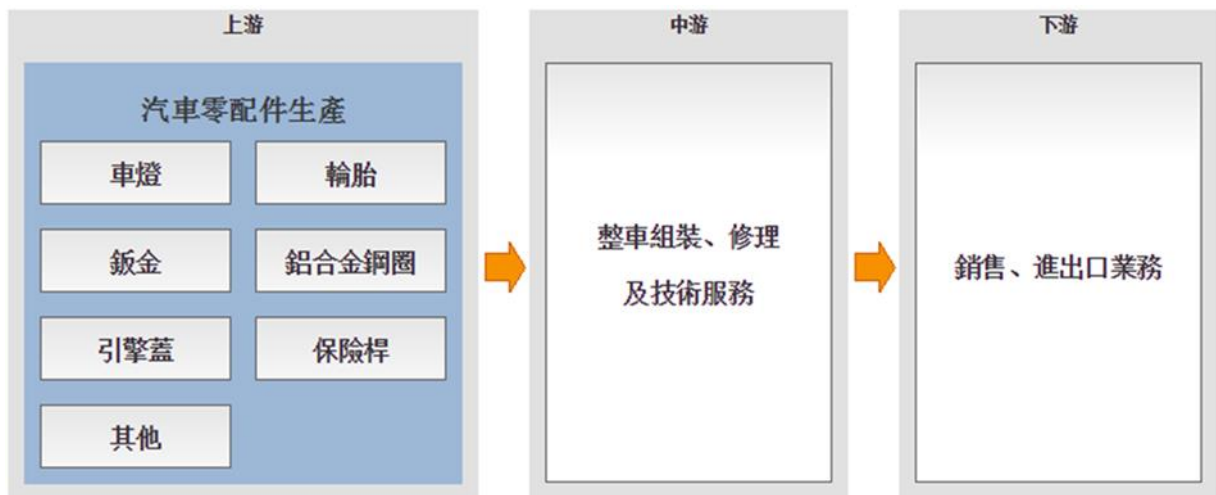 上游
汽車零配件生產
車燈
輪胎
鈑金
鋁合金鋼圈
引擎蓋
保險桿
其他
中游
整車組裝、修理
及技術服務
下游
銷售、進出口業務